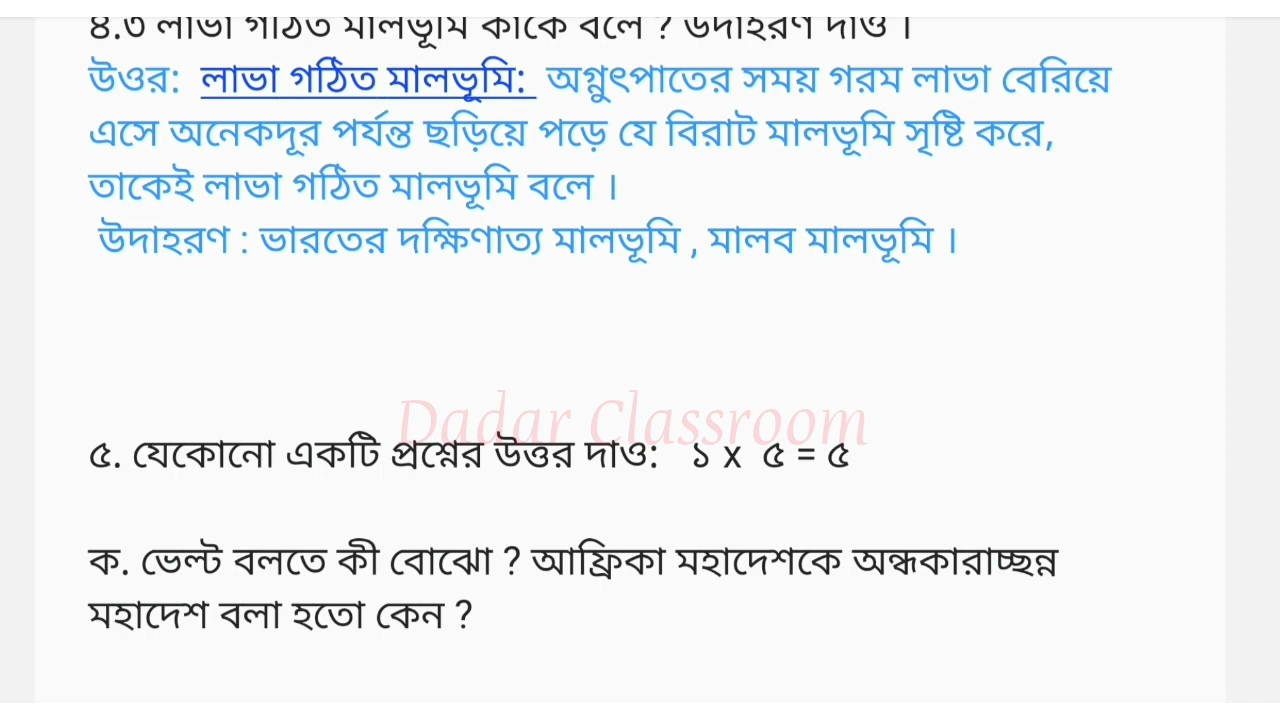 ৪.৩ লাভা গঠিত মালভূমি কাকে বলে ? উদাহরণ দাও ।
উওর: লাভা গঠিত মালভূমি: অগ্নুৎপাতের সময় গরম লাভা বেরিয়ে
এসে অনেকদূর পর্যন্ত ছড়িয়ে পড়ে যে বিরাট মালভূমি সৃষ্টি করে,
তাকেই লাভা গঠিত মালভূমি বলে ।
উদাহরণ : ভারতের দক্ষিণাত্য মালভূমি , মালব মালভূমি ।
Dadar Classroom
৫. যেকোনো একটি প্রশ্নের উত্তর দাও: ১ x ৫ = ৫
ক. ভেল্ট বলতে কী বোঝো ? আফ্রিকা মহাদেশকে অন্ধকারাচ্ছন্ন
মহাদেশ বলা হতো কেন ?